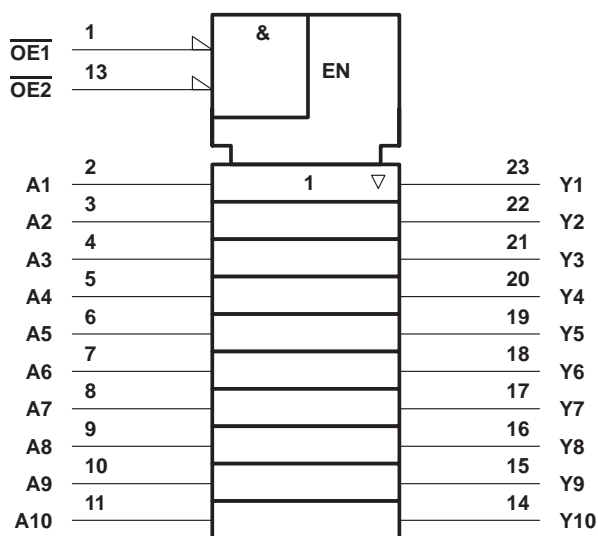 &
EN
O̅E̅1̅ 1
O̅E̅2̅ 13
1
A1 2 23 Y1
A2 3 22 Y2
A3 4 21 Y3
A4 5 20 Y4
A5 6 19 Y5
A6 7 18 Y6
A7 8 17 Y7
A8 9 16 Y8
A9 10 15 Y9
A10 11 14 Y10